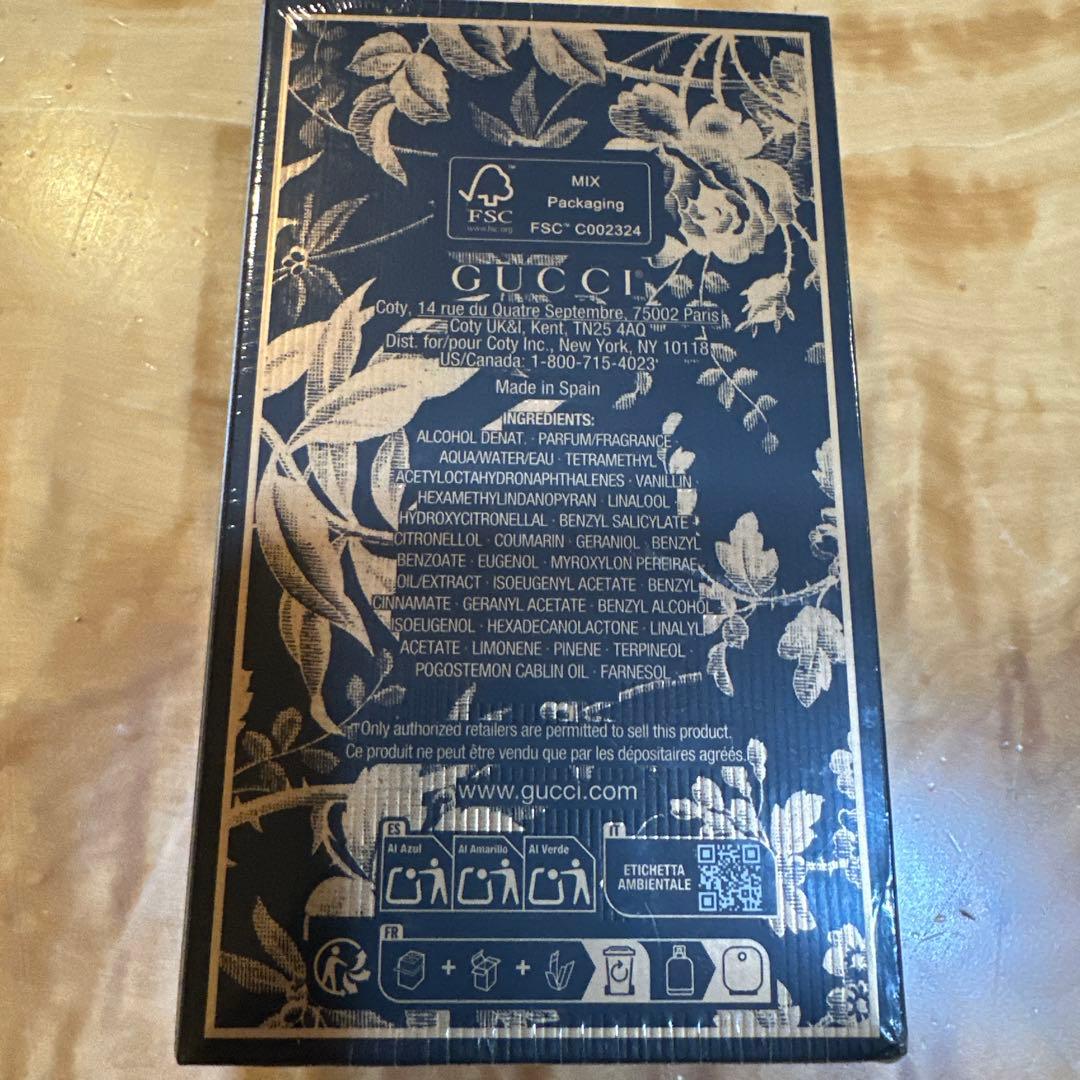 MIX
Packaging
FSC™ C002324
FSC™
www.fsc.org
GUCCI
Coty, 14 rue du Quatre Septembre, 75002 Paris
Coty UK&I, Kent, TN25 4AQ
Dist. for/pour Coty Inc., New York, NY 10118
US/Canada: 1-800-715-4023
Made in Spain
INGREDIENTS:
ALCOHOL DENAT. · PARFUM/FRAGRANCE ·
AQUA/WATER/EAU · TETRAMETHYL
ACETYLOCTAHYDRONAPHTHALENES · VANILLIN ·
HEXAMETHYLINDANOPYRAN · LINALOOL ·
HYDROXYCITRONELLAL · BENZYL SALICYLATE ·
CITRONELLOL · COUMARIN · GERANIOL · BENZYL
BENZOATE · EUGENOL · MYROXYLON PEREIRAE
OIL/EXTRACT · ISOEUGENYL ACETATE · BENZYL
CINNAMATE · GERANYL ACETATE · BENZYL ALCOHOL ·
ISOEUGENOL · HEXADECANOLACTONE · LINALYL
ACETATE · LIMONENE · PINENE · TERPINEOL ·
POGOSTEMON CABLIN OIL · FARNESOL
Only authorized retailers are permitted to sell this product.
Ce produit ne peut être vendu que par les dépositaires agréés.
www.gucci.com
ES
Al Azul
Al Amarillo
Al Verde
IT
ETICHETTA
AMBIENTALE
FR